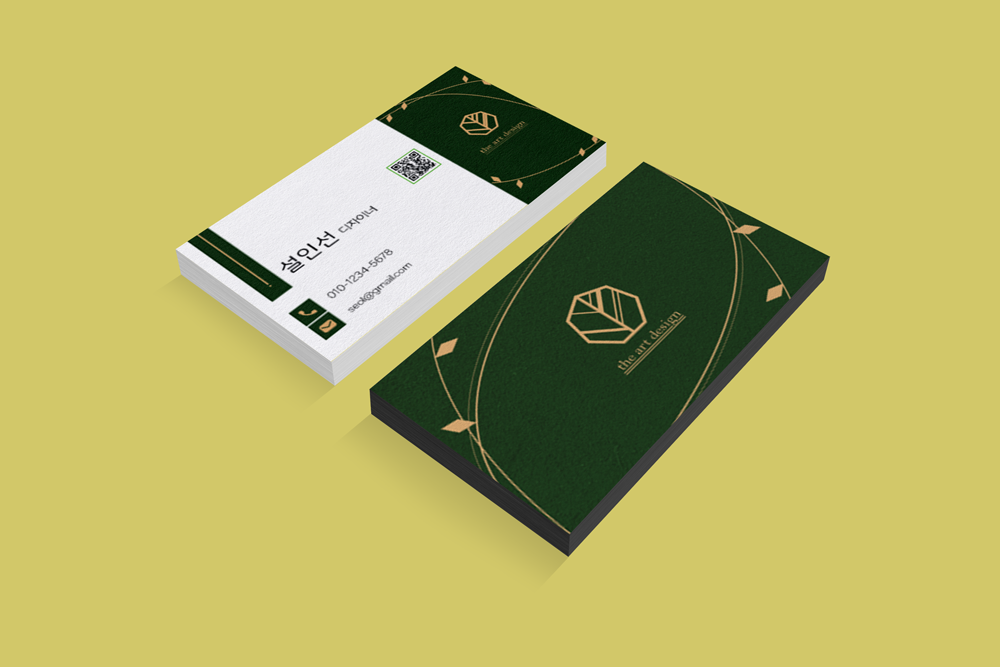 the art design
설인선 디자이너
010-1234-5678
seol@gmail.com
the art design